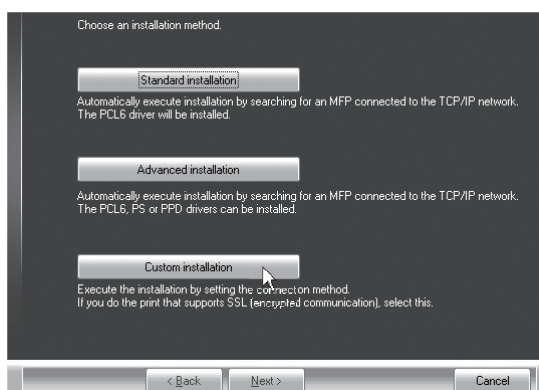 Choose an installation method.
Standard installation
Automatically execute installation by searching for an MFP connected to the TCP/IP network.
The PCL6 driver will be installed.
Advanced installation
Automatically execute installation by searching for an MFP connected to the TCP/IP network.
The PCL6, PS or PPD drivers can be installed.
Custom installation
Execute the installation by setting the connection method.
If you do the print that supports SSL (encrypted communication), select this.
< Back Next > Cancel